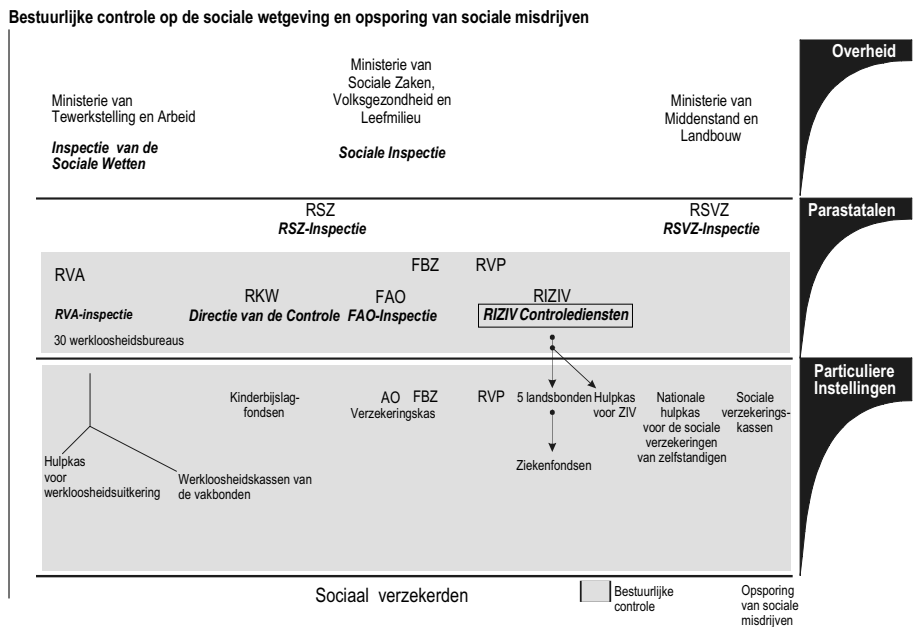 Bestuurlijke controle op de sociale wetgeving en opsporing van sociale misdrijven
Overheid
Ministerie van
Tewerkstelling en Arbeid
Inspectie van de
Sociale Wetten
Ministerie van
Sociale Zaken,
Volksgezondheid en
Leefmilieu
Sociale Inspectie
Ministerie van
Middenstand en
Landbouw
Parastatalen
RSZ
RSZ-Inspectie
RSVZ
RSVZ-Inspectie
RVA
RVA-inspectie
30 werkloosheidsbureaus
FBZ
RVP
RKW
Directie van de Controle
FAO
FAO-Inspectie
RIZIV
RIZIV Controlediensten
Particuliere
Instellingen
Hulpkas
voor
werkloosheidsuitkering
Werkloosheidskassen van
de vakbonden
Kinderbijslag-
fondsen
AO
Verzekeringskas
FBZ
RVP
5 landsbonden
Ziekenfondsen
Hulpkas
voor ZIV
Nationale
hulpkas
voor de sociale
verzekeringen
van zelfstandigen
Sociale
verzekerings-
kassen
Sociaal verzekerden
Bestuurlijke
controle
Opsporing
van sociale
misdrijven